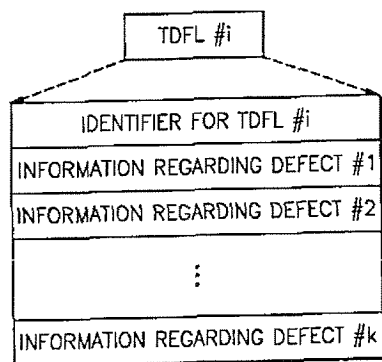 TDFL #i
IDENTIFIER FOR TDFL #i
INFORMATION REGARDING DEFECT #1
INFORMATION REGARDING DEFECT #2
⋮
INFORMATION REGARDING DEFECT #k